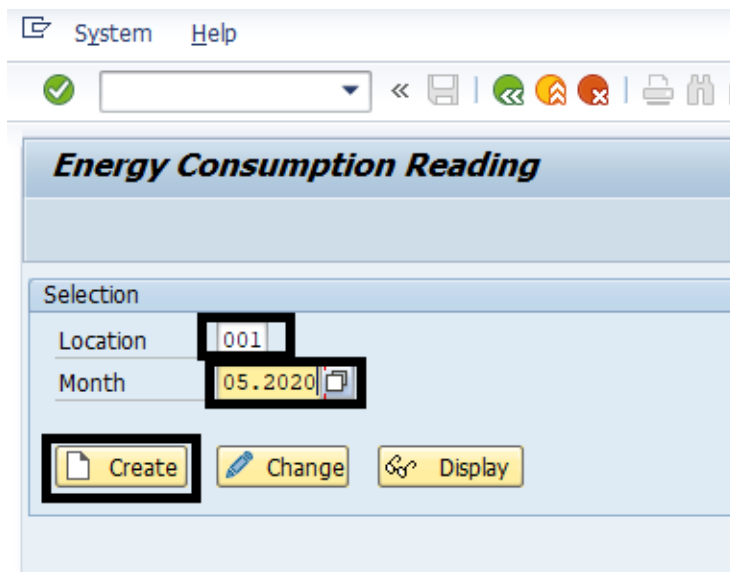 System Help
Energy Consumption Reading
Selection
Location 001
Month 05.2020
Create Change Display